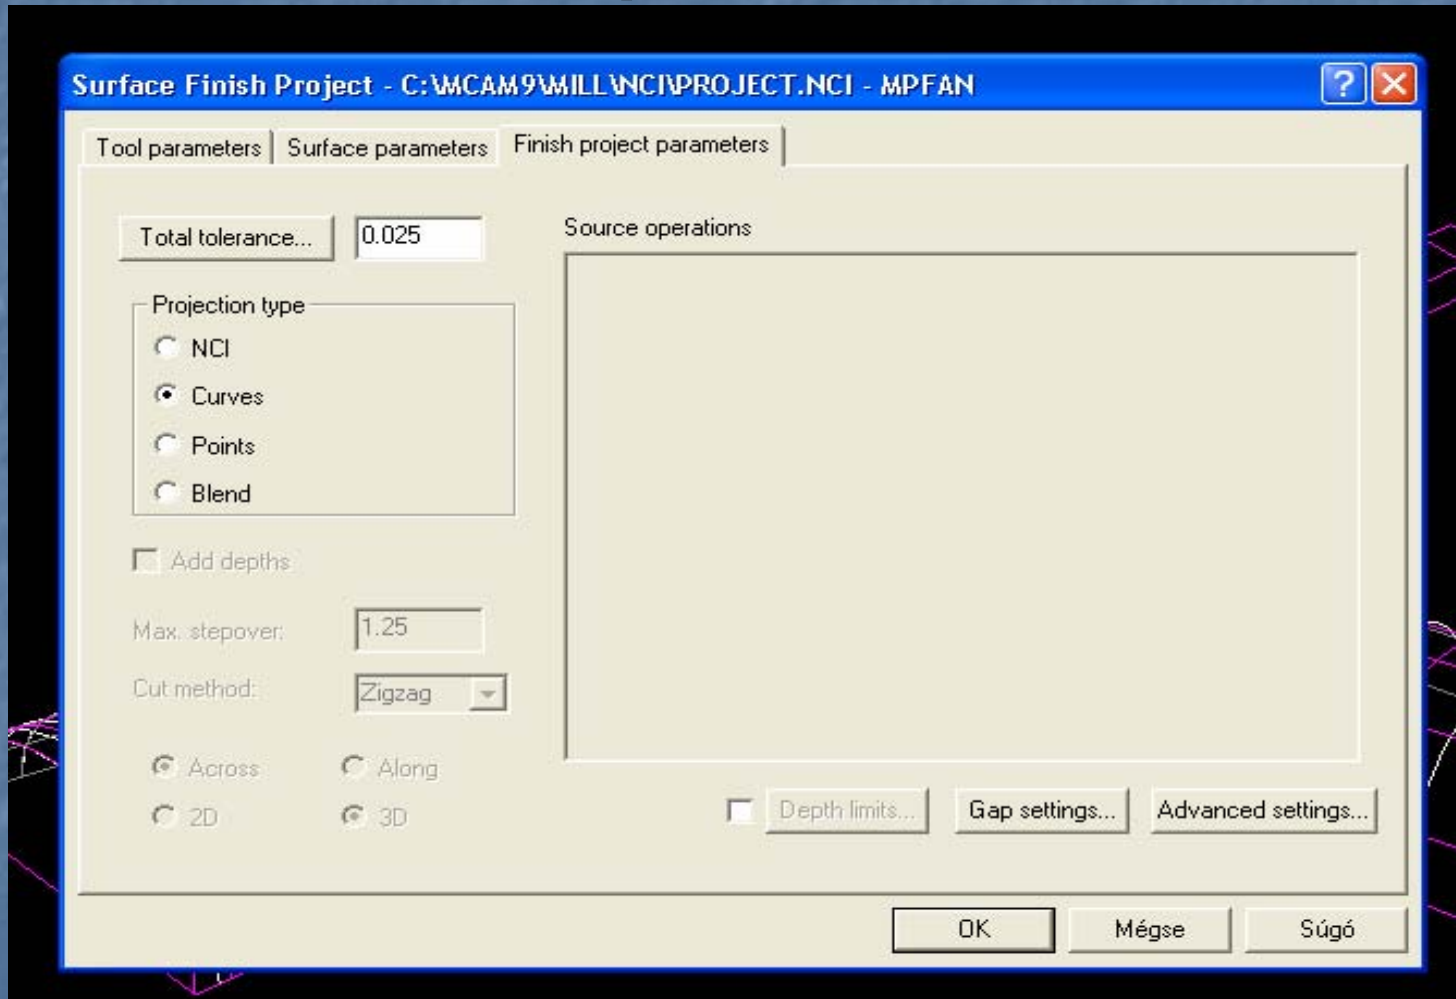 Surface Finish Project - C:\MCAM9\MILL\NCI\PROJECT.NCI - MPFAN
Tool parameters
Surface parameters
Finish project parameters
Total tolerance...
0.025
Projection type
NCI
Curves
Points
Blend
Add depths
Max. stepover:
1.25
Cut method:
Zigzag
Across
Along
2D
3D
Source operations
Depth limits...
Gap settings...
Advanced settings...
OK
Mégse
Súgó